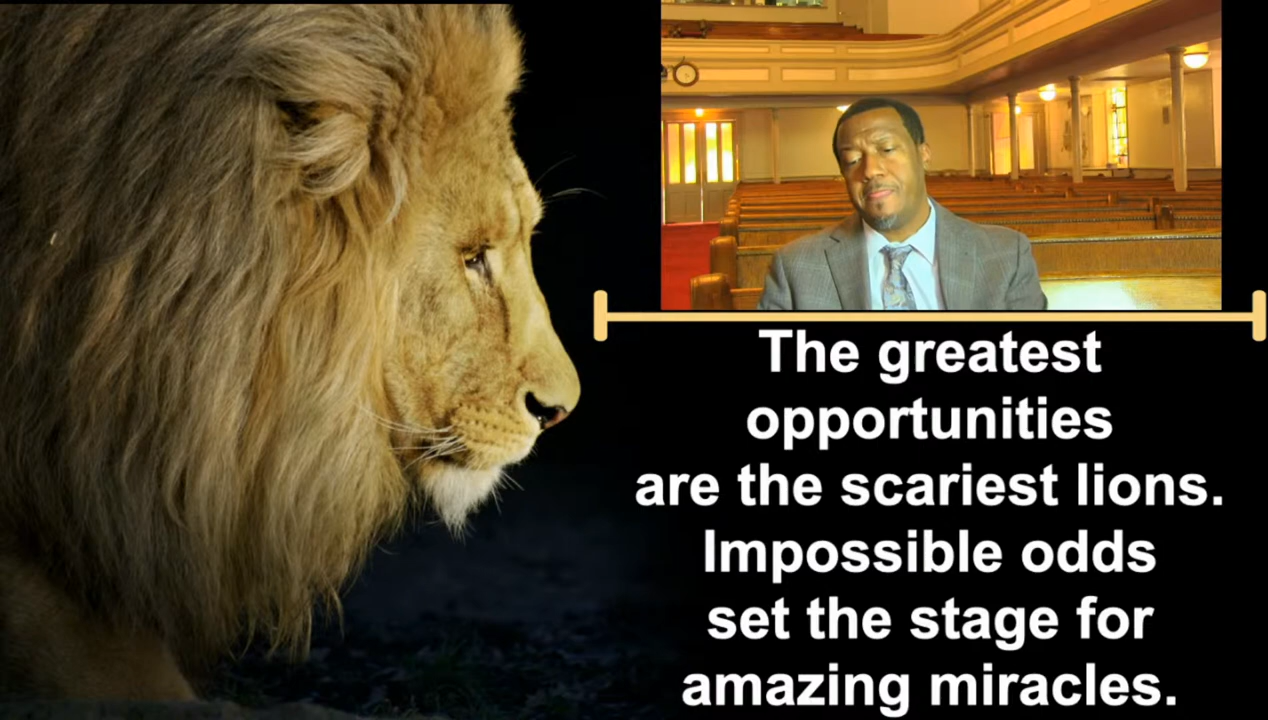 The greatest
opportunities
are the scariest lions.
Impossible odds
set the stage for
amazing miracles.